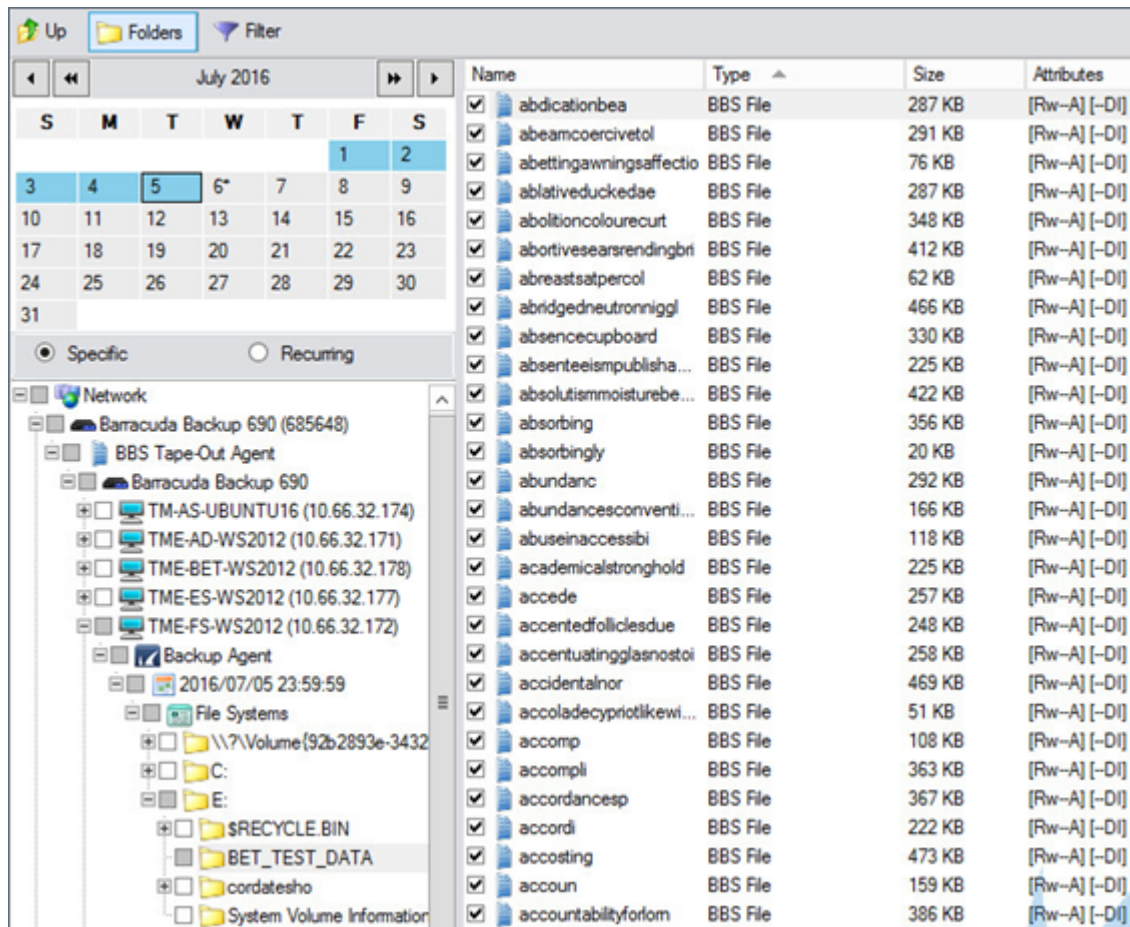 Up Folders Filter
July 2016
S M T W T F S
1 2
3 4 5 6* 7 8 9
10 11 12 13 14 15 16
17 18 19 20 21 22 23
24 25 26 27 28 29 30
31
Specific Recurring
Network
Barracuda Backup 690 (685648)
BBS Tape-Out Agent
Barracuda Backup 690
TM-AS-UBUNTU16 (10.66.32.174)
TME-AD-WS2012 (10.66.32.171)
TME-BET-WS2012 (10.66.32.178)
TME-ES-WS2012 (10.66.32.177)
TME-FS-WS2012 (10.66.32.172)
Backup Agent
2016/07/05 23:59:59
File Systems
\\?\Volume{92b2893e-3432
C:
E:
$RECYCLE.BIN
BET_TEST_DATA
cordatesho
System Volume Information
Name Type Size Attributes
abdicationbea BBS File 287 KB [Rw--A] [--DI]
abeamcoercivetol BBS File 291 KB [Rw--A] [--DI]
abettingawningsaffectio BBS File 76 KB [Rw--A] [--DI]
ablativeduckedae BBS File 287 KB [Rw--A] [--DI]
abolitioncolourecurt BBS File 348 KB [Rw--A] [--DI]
abortivesearsrendingbri BBS File 412 KB [Rw--A] [--DI]
abreastsatpercol BBS File 62 KB [Rw--A] [--DI]
abridgedneutronniggl BBS File 466 KB [Rw--A] [--DI]
absencecupboard BBS File 330 KB [Rw--A] [--DI]
absenteeismpublisha... BBS File 225 KB [Rw--A] [--DI]
absolutismmoisturebe... BBS File 422 KB [Rw--A] [--DI]
absorbing BBS File 356 KB [Rw--A] [--DI]
absorbingly BBS File 20 KB [Rw--A] [--DI]
abundanc BBS File 292 KB [Rw--A] [--DI]
abundancesconventi... BBS File 166 KB [Rw--A] [--DI]
abuseinaccessibi BBS File 118 KB [Rw--A] [--DI]
academicalstronghold BBS File 225 KB [Rw--A] [--DI]
accede BBS File 257 KB [Rw--A] [--DI]
accentedfolliclesdue BBS File 248 KB [Rw--A] [--DI]
accentuatingglasnostoi BBS File 258 KB [Rw--A] [--DI]
accidentalnor BBS File 469 KB [Rw--A] [--DI]
accoladecypriotlikewi... BBS File 51 KB [Rw--A] [--DI]
accomp BBS File 108 KB [Rw--A] [--DI]
accompli BBS File 363 KB [Rw--A] [--DI]
accordancesp BBS File 367 KB [Rw--A] [--DI]
accordi BBS File 222 KB [Rw--A] [--DI]
accosting BBS File 473 KB [Rw--A] [--DI]
accoun BBS File 159 KB [Rw--A] [--DI]
accountabilityforlorn BBS File 386 KB [Rw--A] [--DI]